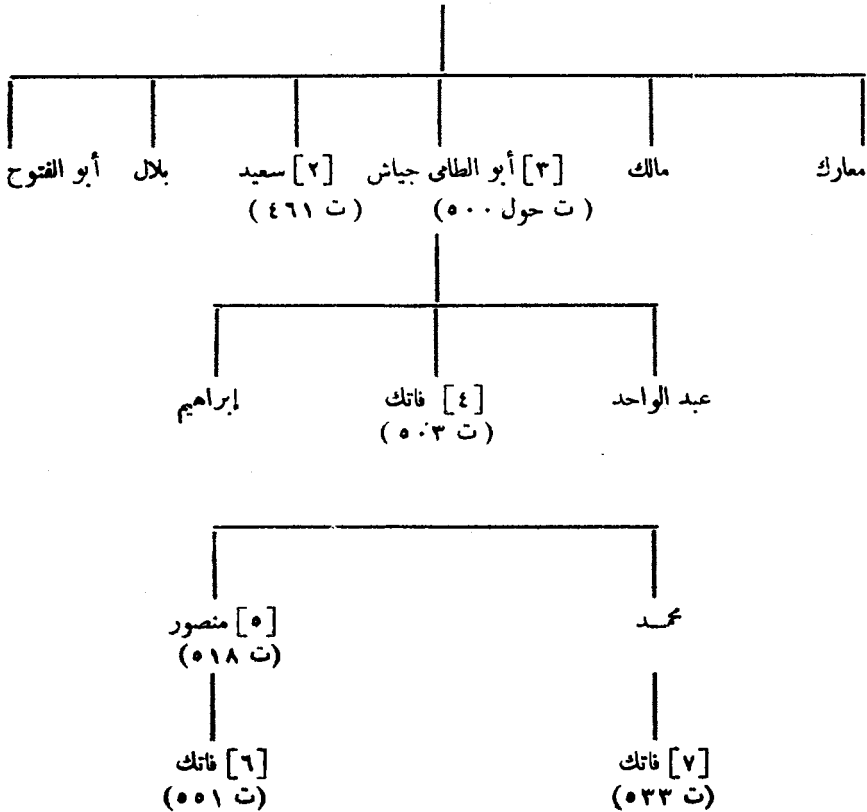 معارك مالك [٣] أبو الطامى جياش [٢] سعيد بلال أبو الفتوح
(ت حول ٥٠٠) (ت ٤٦١)
عبد الواحد [٤] فاتك إبراهيم
(ت ٥٠٣)
محمد [٥] منصور
(ت ٥١٨)
[٧] فاتك [٦] فاتك
(ت ٥٣٣) (ت ٥٥١)